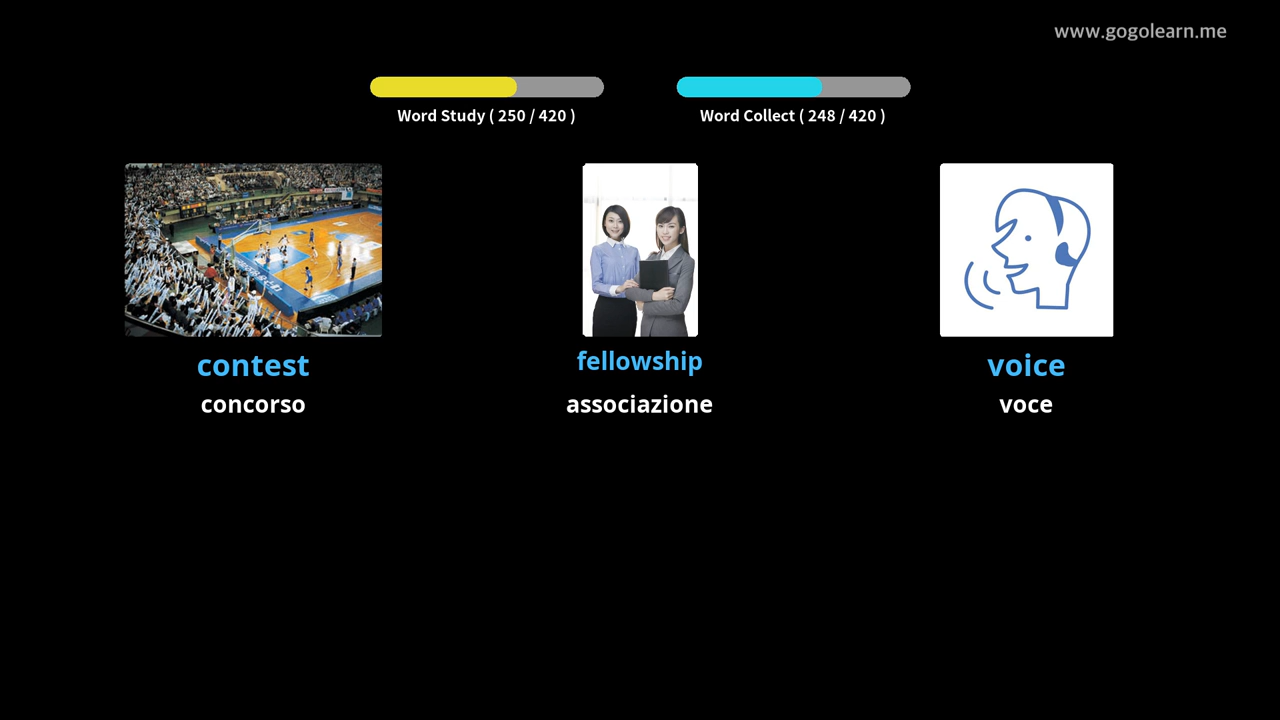 www.gogolearn.me
Word Study ( 250 / 420 )
Word Collect ( 248 / 420 )
contest
fellowship
voice
concorso
associazione
voce